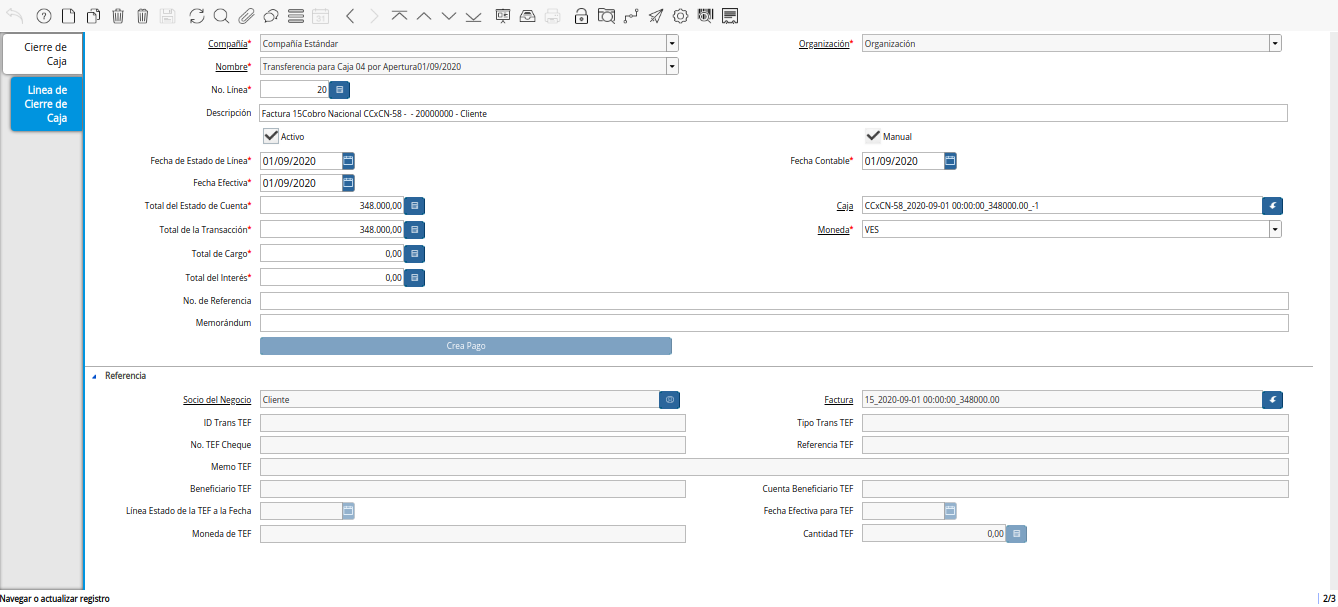 Cierre de
Caja
Linea de
Cierre de
Caja
Compañía* Compañía Estándar
Organización* Organización
Nombre* Transferencia para Caja 04 por Apertura01/09/2020
No. Línea* 20
Descripción Factura 15Cobro Nacional CCxCN-58 - - 20000000 - Cliente
Activo
Manual
Fecha de Estado de Línea* 01/09/2020
Fecha Contable* 01/09/2020
Fecha Efectiva* 01/09/2020
Total del Estado de Cuenta* 348.000,00
Caja CCxCN-58_2020-09-01 00:00:00_348000.00_-1
Total de la Transacción* 348.000,00
Moneda* VES
Total de Cargo* 0,00
Total del Interés* 0,00
No. de Referencia
Memorándum
Crea Pago
Referencia
Socio del Negocio Cliente
Factura 15_2020-09-01 00:00:00_348000.00
ID Trans TEF
Tipo Trans TEF
No. TEF Cheque
Referencia TEF
Memo TEF
Beneficiario TEF
Cuenta Beneficiario TEF
Línea Estado de la TEF a la Fecha
Fecha Efectiva para TEF
Moneda de TEF
Cantidad TEF 0,00
Navegar o actualizar registro
2/3